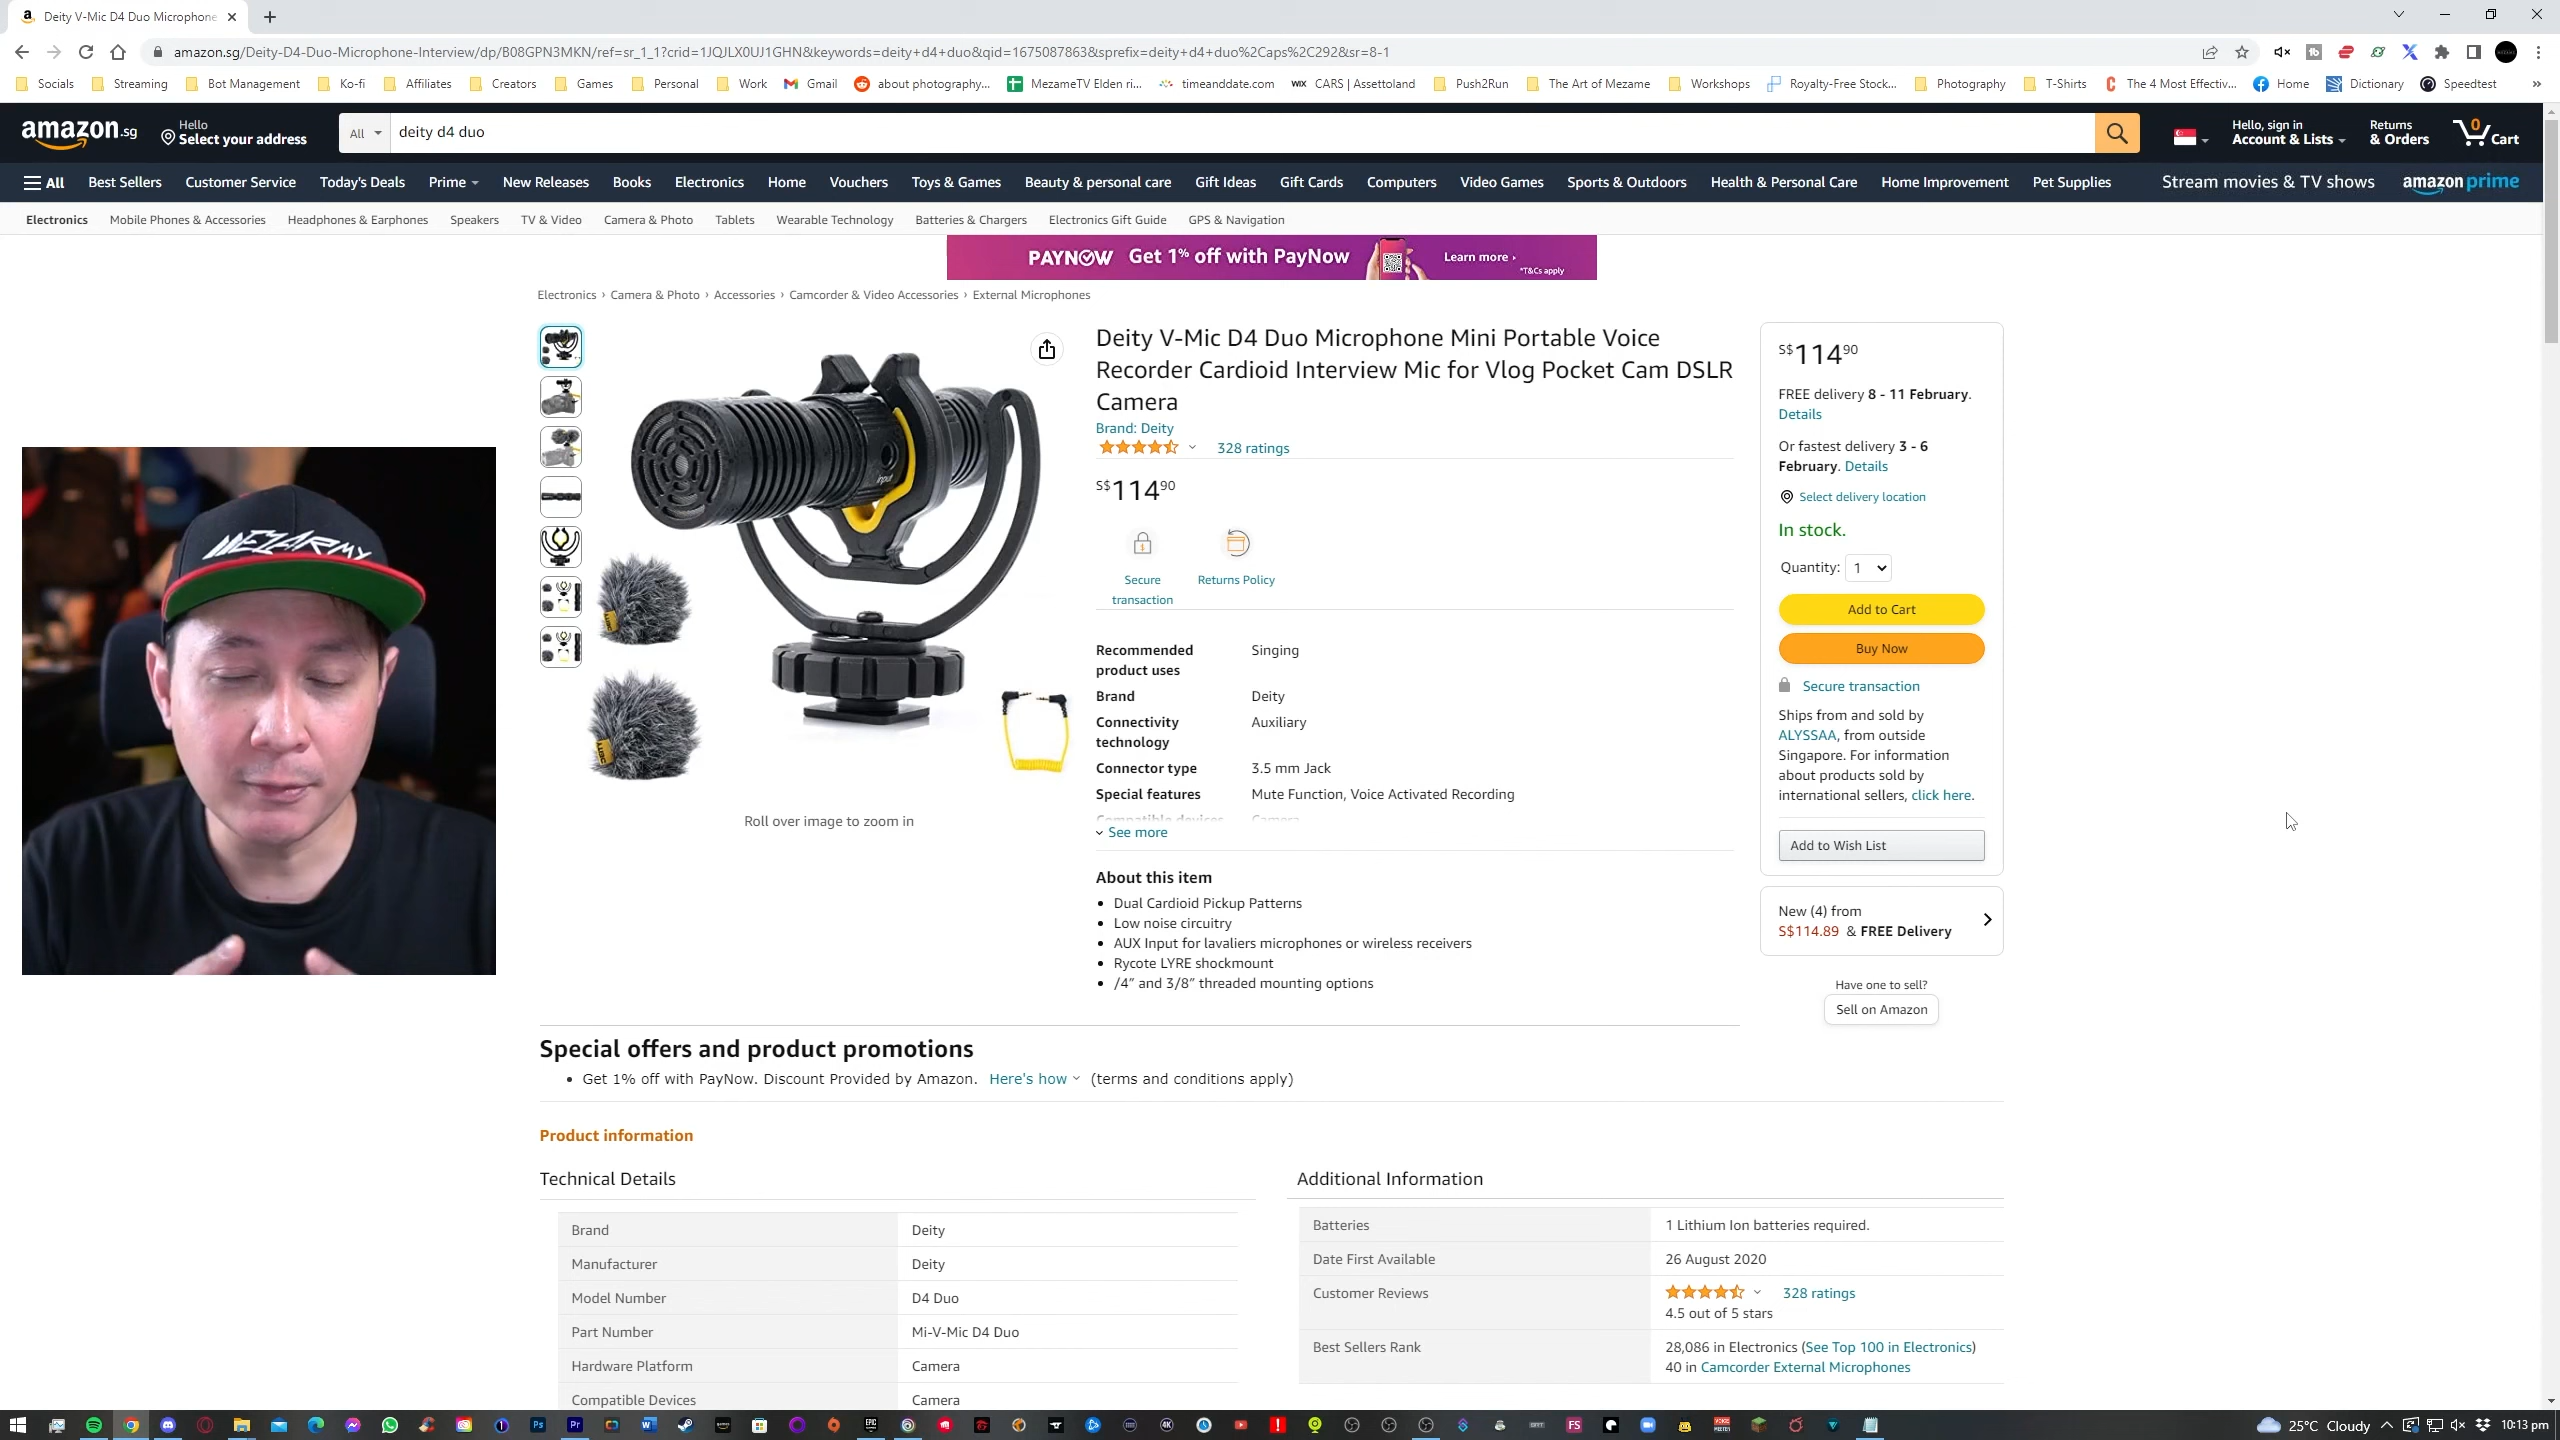 Deity V-Mic D4 Duo Microphone
amazon.sg/Deity-D4-Duo-Microphone-Interview/dp/B08GPN3MKN/ref=sr_1_1?crid=1JQJLX0UJ1GHN&keywords=deity+d4+duo&qid=1675087863&sprefix=deity+d4+duo%2Caps%2C292&sr=8-1
Socials Streaming Bot Management Ko-fi Affiliates Creators Games Personal Work Gmail about photography... MezameTV Elden ri... timeanddate.com WIX CARS | Assettoland Push2Run The Art of Mezame Workshops Royalty-Free Stock... Photography T-Shirts The 4 Most Effectiv... Home Dictionary Speedtest »
amazon.sg
Hello
Select your address
All
deity d4 duo
Hello, sign in
Account & Lists
Returns
& Orders
0
Cart
All Best Sellers Customer Service Today's Deals Prime New Releases Books Electronics Home Vouchers Toys & Games Beauty & personal care Gift Ideas Gift Cards Computers Video Games Sports & Outdoors Health & Personal Care Home Improvement Pet Supplies Stream movies & TV shows amazon prime
Electronics Mobile Phones & Accessories Headphones & Earphones Speakers TV & Video Camera & Photo Tablets Wearable Technology Batteries & Chargers Electronics Gift Guide GPS & Navigation
PAYNOW Get 1% off with PayNow Learn more ›
*T&Cs apply
Electronics › Camera & Photo › Accessories › Camcorder & Video Accessories › External Microphones
MEZARMY
input
Roll over image to zoom in
Deity V-Mic D4 Duo Microphone Mini Portable Voice
Recorder Cardioid Interview Mic for Vlog Pocket Cam DSLR
Camera
Brand: Deity
328 ratings
S$114 90
Secure
transaction
Returns Policy
Recommended
product uses
Singing
Brand Deity
Connectivity
technology
Auxiliary
Connector type 3.5 mm Jack
Special features Mute Function, Voice Activated Recording
Compatible devices Camera
See more
About this item
• Dual Cardioid Pickup Patterns
• Low noise circuitry
• AUX Input for lavaliers microphones or wireless receivers
• Rycote LYRE shockmount
• /4” and 3/8” threaded mounting options
S$114 90
FREE delivery 8 - 11 February.
Details
Or fastest delivery 3 - 6
February. Details
Select delivery location
In stock.
Quantity: 1
Add to Cart
Buy Now
Secure transaction
Ships from and sold by
ALYSSAA, from outside
Singapore. For information
about products sold by
international sellers, click here.
Add to Wish List
New (4) from
S$114.89 & FREE Delivery
Have one to sell?
Sell on Amazon
Special offers and product promotions
• Get 1% off with PayNow. Discount Provided by Amazon. Here's how (terms and conditions apply)
Product information
Technical Details
Brand Deity
Manufacturer Deity
Model Number D4 Duo
Part Number Mi-V-Mic D4 Duo
Hardware Platform Camera
Compatible Devices Camera
Additional Information
Batteries 1 Lithium Ion batteries required.
Date First Available 26 August 2020
Customer Reviews 328 ratings
4.5 out of 5 stars
Best Sellers Rank 28,086 in Electronics (See Top 100 in Electronics)
40 in Camcorder External Microphones
25°C Cloudy 10:13 pm